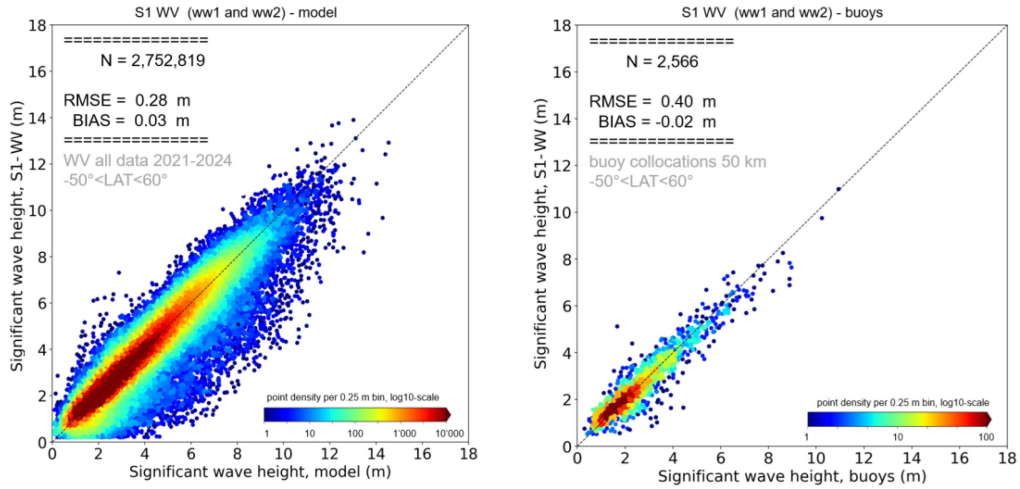 S1 WV (ww1 and ww2) - model
18
16
14
12
10
8
6
4
2
0
Significant wave height, S1-WV (m)
===============
N = 2,752,819
RMSE = 0.28 m
BIAS = 0.03 m
===============
WV all data 2021-2024
-50°<LAT<60°
point density per 0.25 m bin, log10-scale
1 10 100 1'000 10'000
0 2 4 6 8 10 12 14 16 18
Significant wave height, model (m)
S1 WV (ww1 and ww2) - buoys
18
16
14
12
10
8
6
4
2
0
Significant wave height, S1-WV (m)
===============
N = 2,566
RMSE = 0.40 m
BIAS = -0.02 m
===============
buoy collocations 50 km
-50°<LAT<60°
point density per 0.25 m bin, log10-scale
1 10 100
0 2 4 6 8 10 12 14 16 18
Significant wave height, buoys (m)